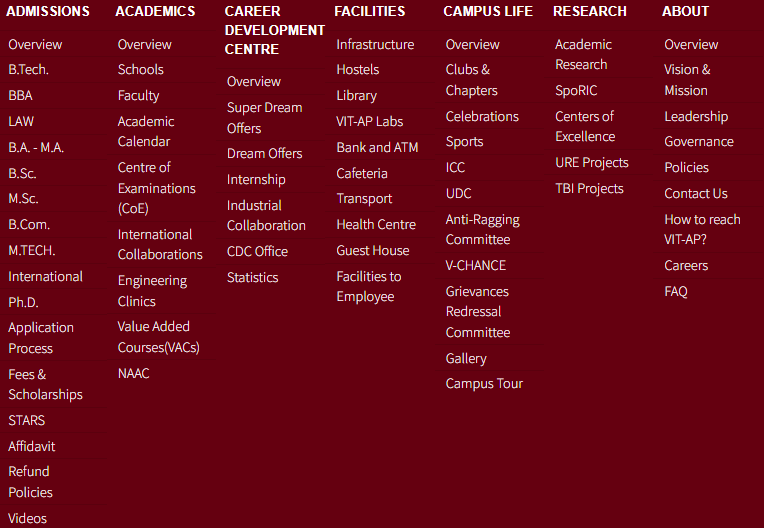 ADMISSIONS
Overview
B.Tech.
BBA
LAW
B.A. - M.A.
B.Sc.
M.Sc.
B.Com.
M.TECH.
International
Ph.D.
Application
Process
Fees &
Scholarships
STARS
Affidavit
Refund
Policies
Videos
ACADEMICS
Overview
Schools
Faculty
Academic
Calendar
Centre of
Examinations
(CoE)
International
Collaborations
Engineering
Clinics
Value Added
Courses(VACs)
NAAC
CAREER
DEVELOPMENT
CENTRE
Overview
Super Dream
Offers
Dream Offers
Internship
Industrial
Collaboration
CDC Office
Statistics
FACILITIES
Infrastructure
Hostels
Library
VIT-AP Labs
Bank and ATM
Cafeteria
Transport
Health Centre
Guest House
Facilities to
Employee
CAMPUS LIFE
Overview
Clubs &
Chapters
Celebrations
Sports
ICC
UDC
Anti-Ragging
Committee
V-CHANCE
Grievances
Redressal
Committee
Gallery
Campus Tour
RESEARCH
Academic
Research
SpoRIC
Centers of
Excellence
URE Projects
TBI Projects
ABOUT
Overview
Vision &
Mission
Leadership
Governance
Policies
Contact Us
How to reach
VIT-AP?
Careers
FAQ